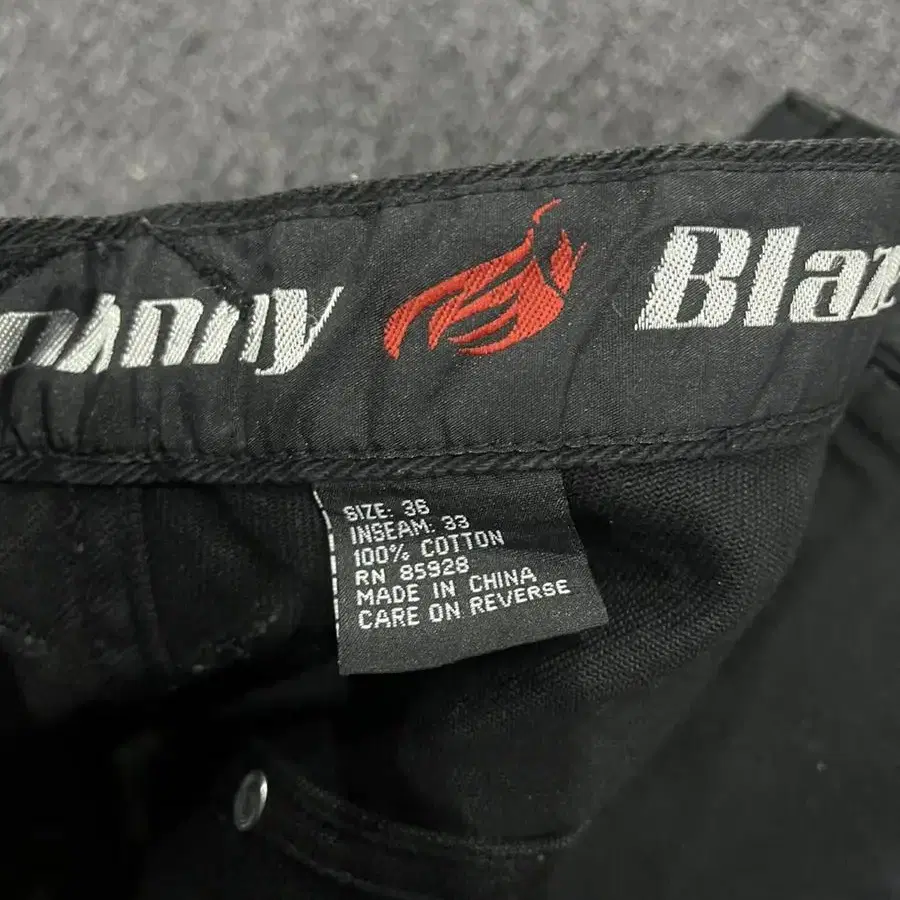 Blaz
SIZE: 36
INSEAM: 33
100% COTTON
RN 85928
MADE IN CHINA
CARE ON REVERSE